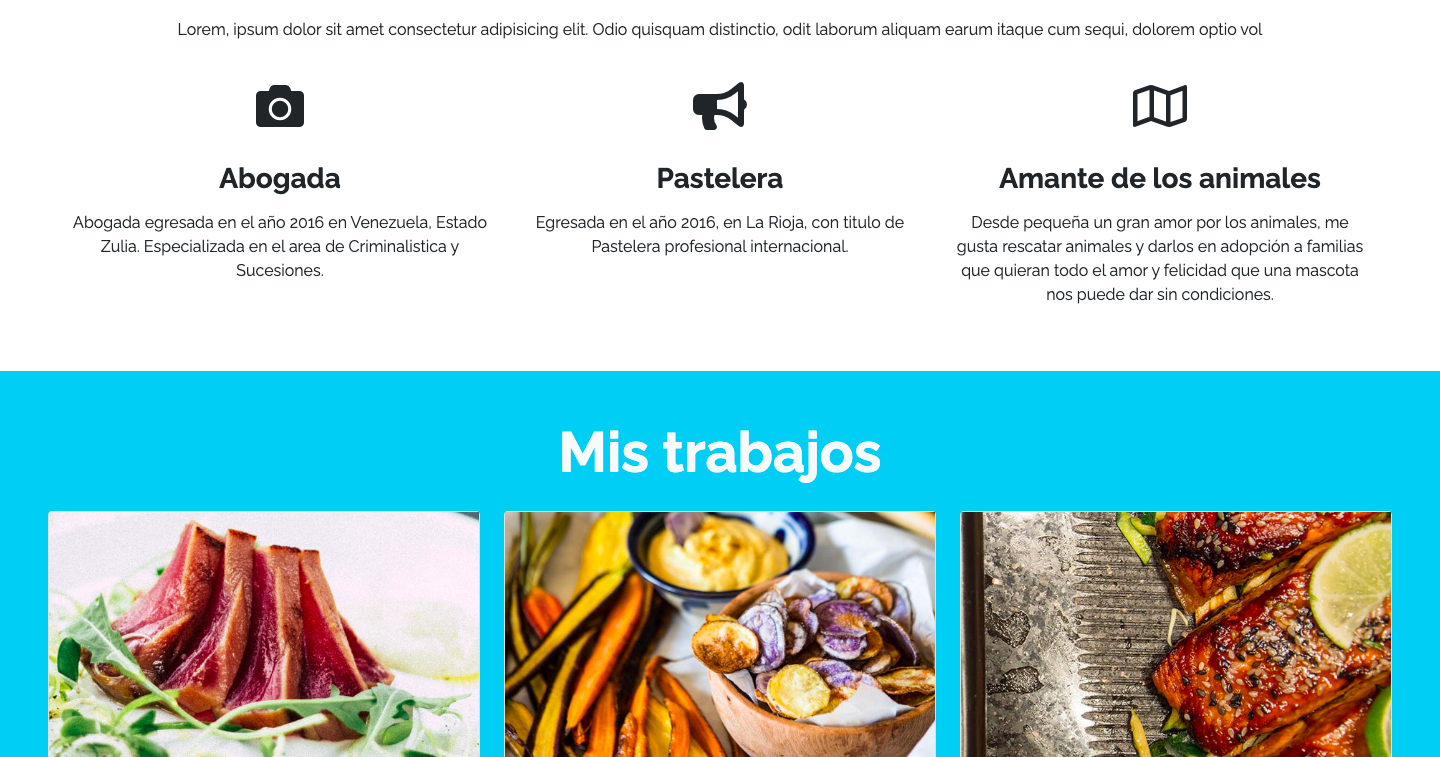 Lorem, ipsum dolor sit amet consectetur adipisicing elit. Odio quisquam distinctio, odit laborum aliquam earum itaque cum sequi, dolorem optio vol
Abogada
Abogada egresada en el año 2016 en Venezuela, Estado
Zulia. Especializada en el area de Criminalistica y
Sucesiones.
Pastelera
Egresada en el año 2016, en La Rioja, con titulo de
Pastelera profesional internacional.
Amante de los animales
Desde pequeña un gran amor por los animales, me
gusta rescatar animales y darlos en adopción a familias
que quieran todo el amor y felicidad que una mascota
nos puede dar sin condiciones.
Mis trabajos